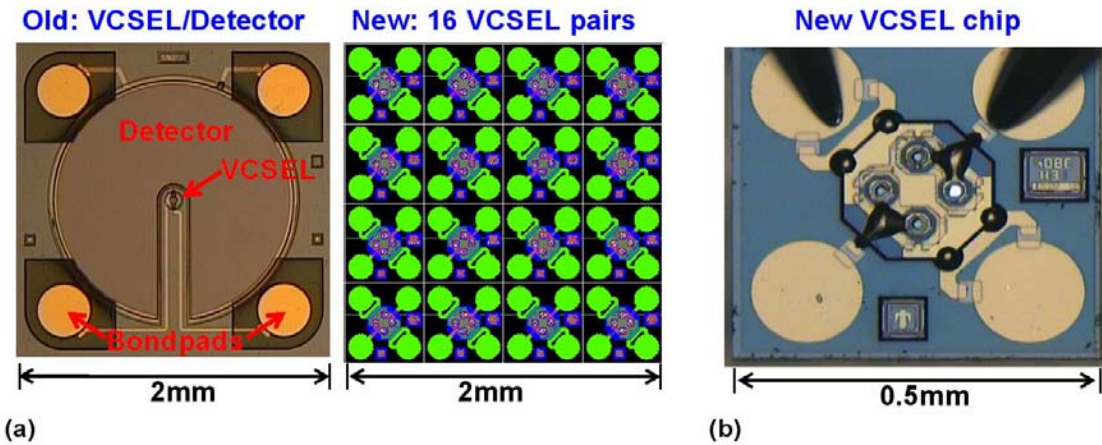 Old: VCSEL/Detector
New: 16 VCSEL pairs
New VCSEL chip
Detector
VCSEL
Bondpads
2mm
2mm
0.5mm
(a)
(b)